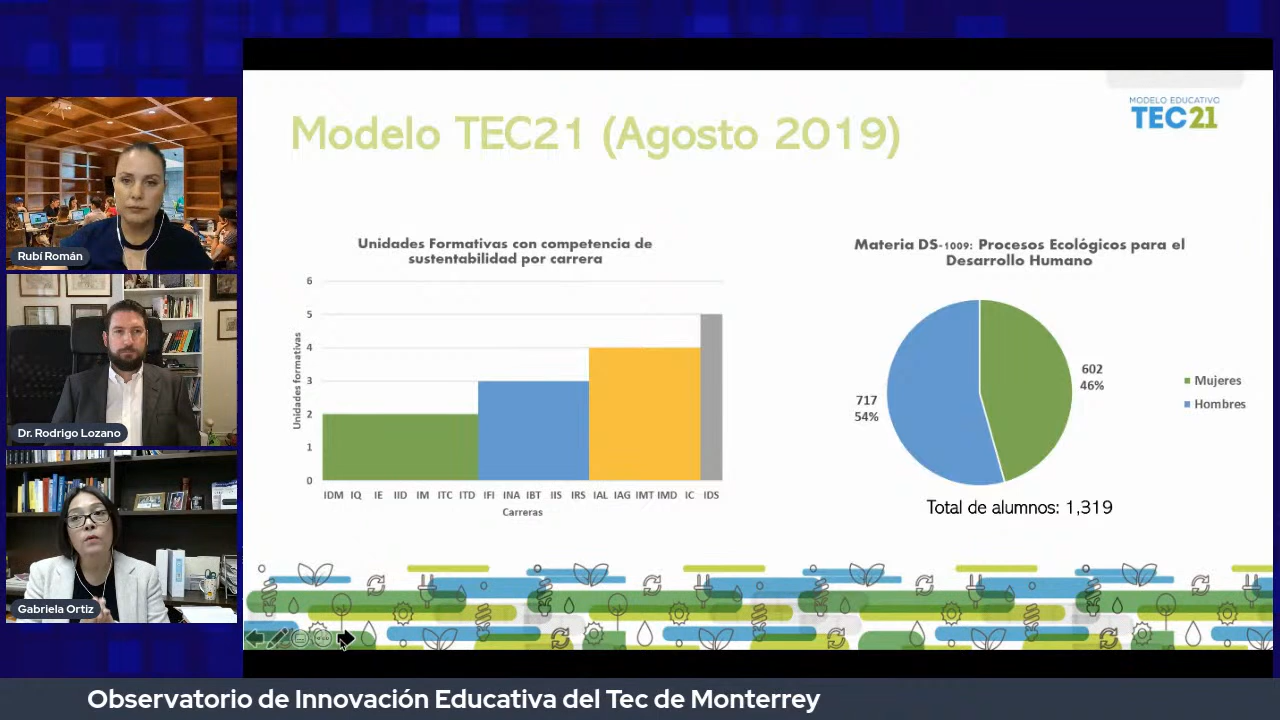 Modelo TEC21 (Agosto 2019)
MODELO EDUCATIVO
TEC21
Rubí Román
Dr. Rodrigo Lozano
Gabriela Ortiz
Unidades Formativas con competencia de
sustentabilidad por carrera
Unidades formativas
6
5
4
3
2
1
0
IDM IQ IE IID IM ITC ITD IFI INA IBT IIS IRS IAL IAG IMT IMD IC IDS
Carreras
Materia DS-1009: Procesos Ecológicos para el
Desarrollo Humano
602
46%
717
54%
Mujeres
Hombres
Total de alumnos: 1,319
Observatorio de Innovación Educativa del Tec de Monterrey